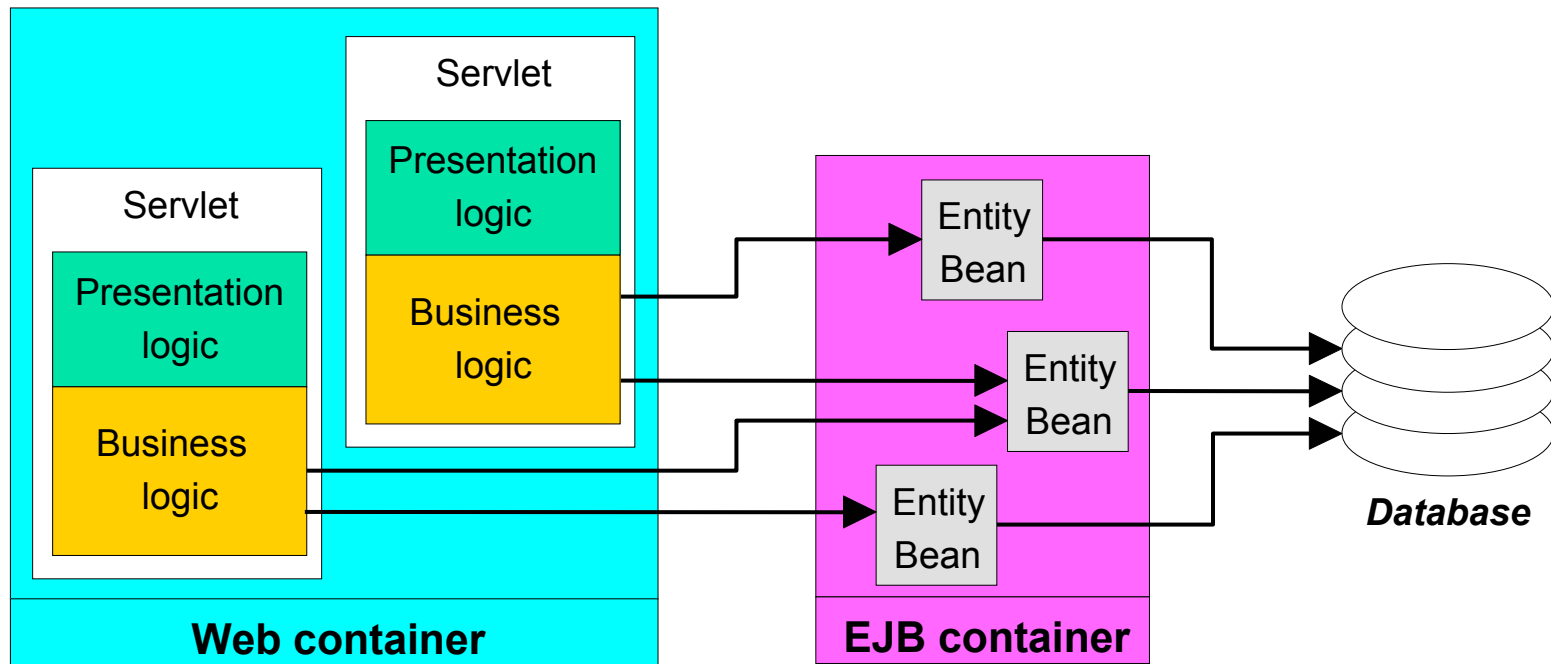 Servlet
Presentation
logic
Business
logic
Servlet
Presentation
logic
Business
logic
Web container
Entity
Bean
Entity
Bean
Entity
Bean
EJB container
Database